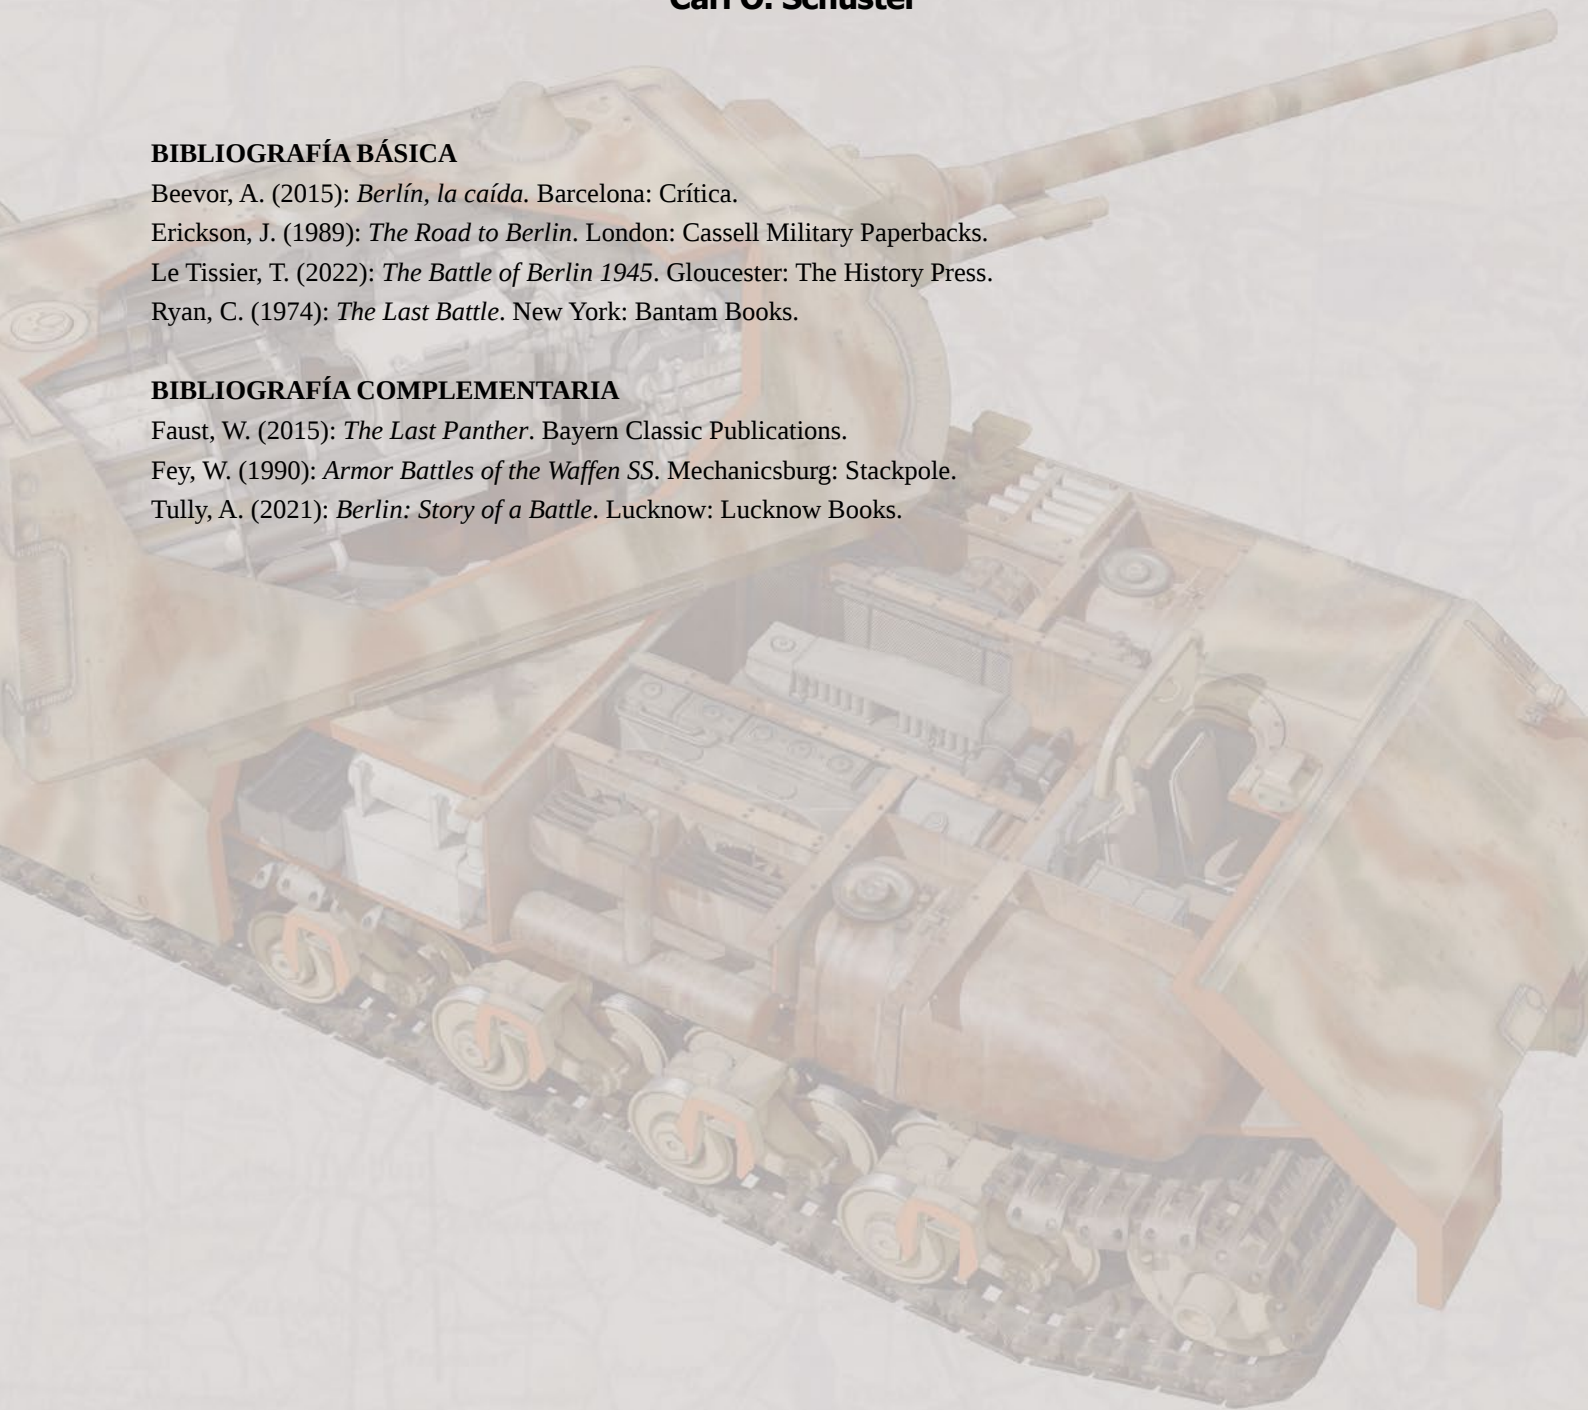 Carl O. Schuster
BIBLIOGRAFÍA BÁSICA
Beevor, A. (2015): Berlín, la caída. Barcelona: Crítica.
Erickson, J. (1989): The Road to Berlin. London: Cassell Military Paperbacks.
Le Tissier, T. (2022): The Battle of Berlin 1945. Gloucester: The History Press.
Ryan, C. (1974): The Last Battle. New York: Bantam Books.
BIBLIOGRAFÍA COMPLEMENTARIA
Faust, W. (2015): The Last Panther. Bayern Classic Publications.
Fey, W. (1990): Armor Battles of the Waffen SS. Mechanicsburg: Stackpole.
Tully, A. (2021): Berlin: Story of a Battle. Lucknow: Lucknow Books.